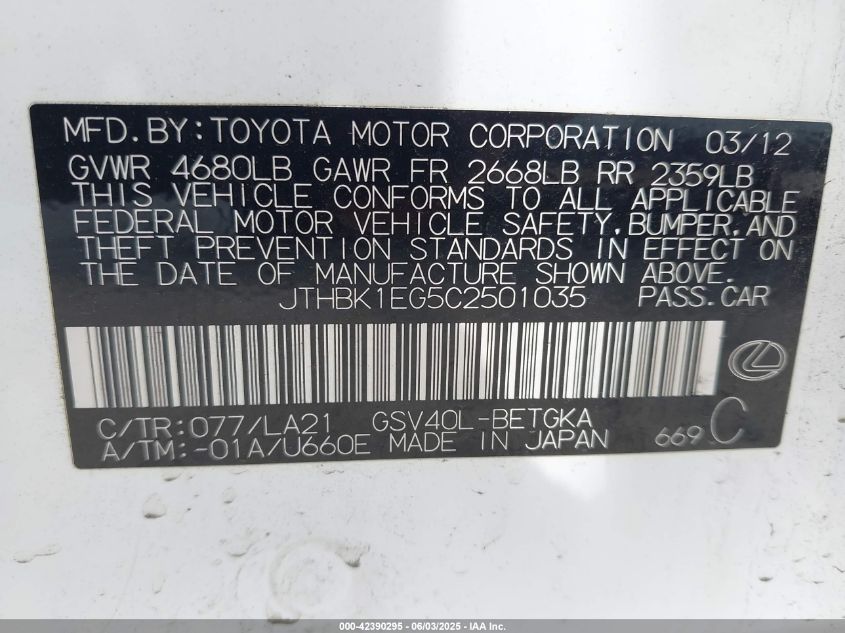 MFD.BY:TOYOTA MOTOR CORPORATION 03/12
GVWR 4680LB GAWR FR 2668LB RR 2359LB
THIS VEHICLE CONFORMS TO ALL APPLICABLE
FEDERAL MOTOR VEHICLE SAFETY,BUMPER,AND
THEFT PREVENTION STANDARDS IN EFFECT ON
THE DATE OF MANUFACTURE SHOWN ABOVE.
JTHBK1EG5C2501035 PASS.CAR
C/TR:077/LA21 GSV40L-BETGKA
A/TM:-01A/U660E MADE IN JAPAN 669 C
000-42390295 - 06/03/2025 - IAA Inc.